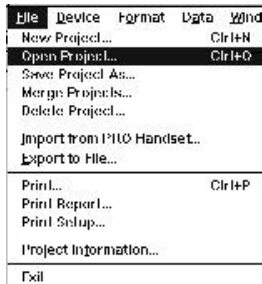 File Device Format Data Wind
New Project... Ctrl+N
Open Project... Ctrl+O
Save Project As...
Merge Projects...
Delete Project...
Import from PRO Handset...
Export to File...
Print... Ctrl+P
Print Report...
Print Setup...
Project Information...
Exit